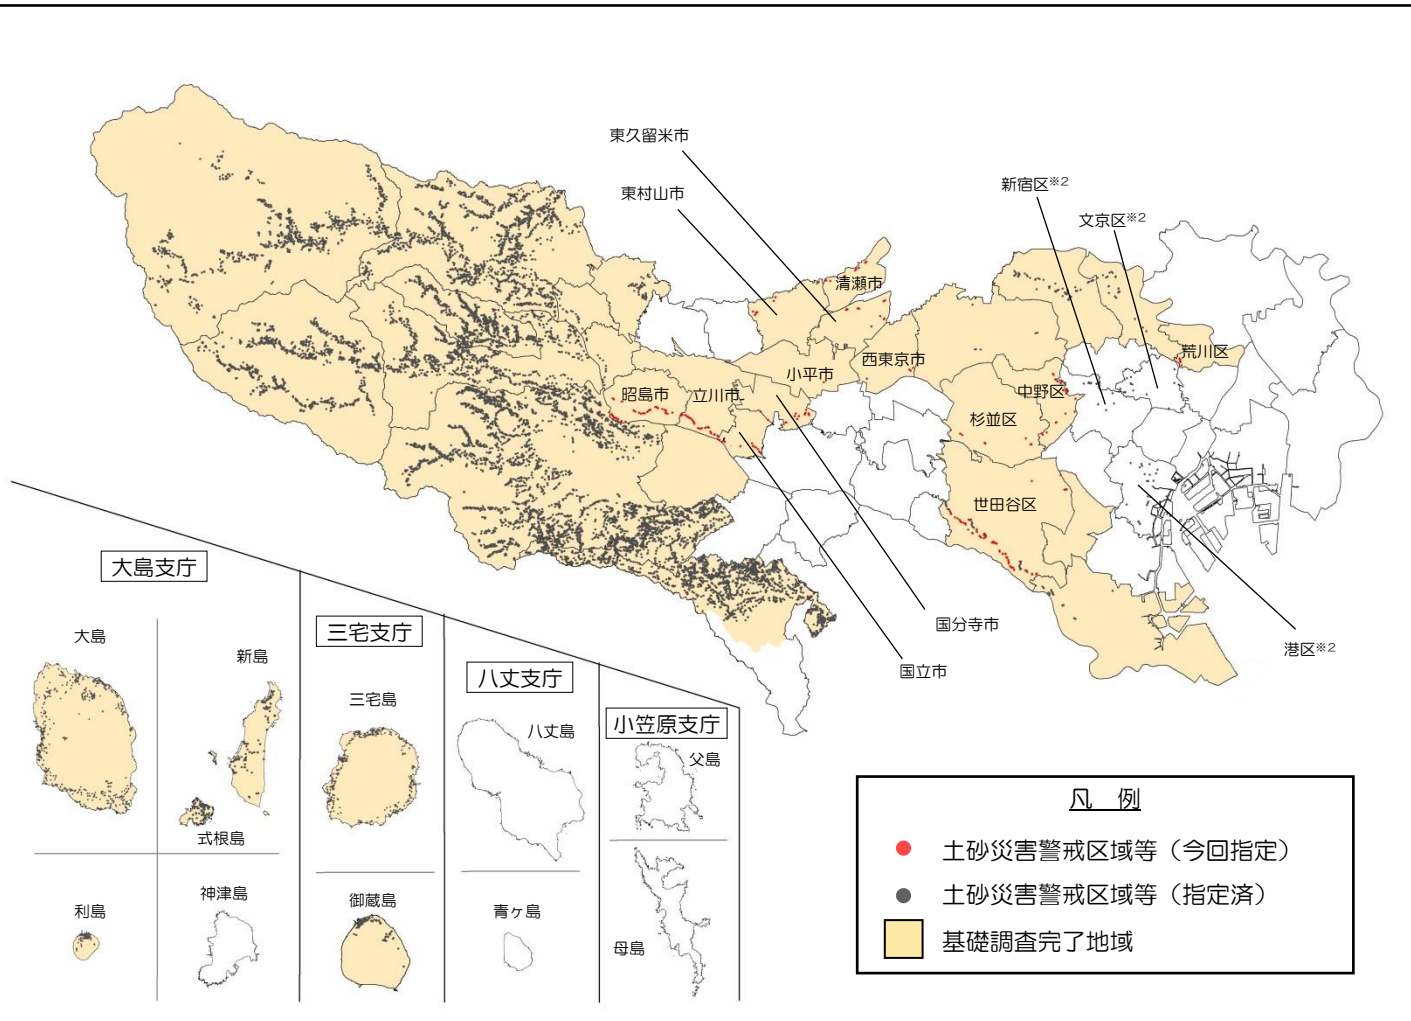 東久留米市
東村山市
新宿区※2
文京区※2
清瀬市
荒川区
西東京市
小平市
中野区
昭島市
立川市
杉並区
世田谷区
国分寺市
国立市
港区※2
大島支庁
大島
新島
式根島
利島
神津島
三宅支庁
三宅島
御蔵島
八丈支庁
八丈島
青ヶ島
小笠原支庁
父島
母島
凡 例
土砂災害警戒区域等（今回指定）
土砂災害警戒区域等（指定済）
基礎調査完了地域